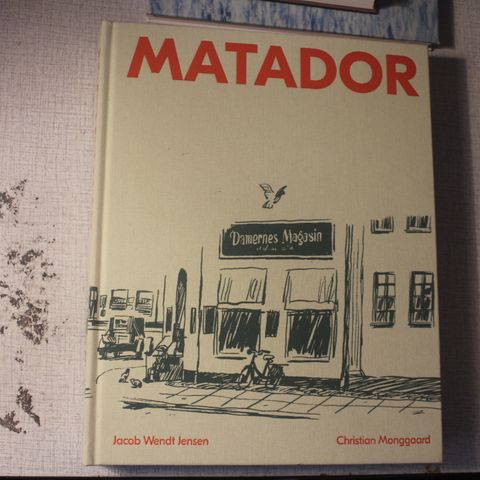 MATADOR
Damernes Magasin
Jacob Wendt Jensen
Christian Monggaard